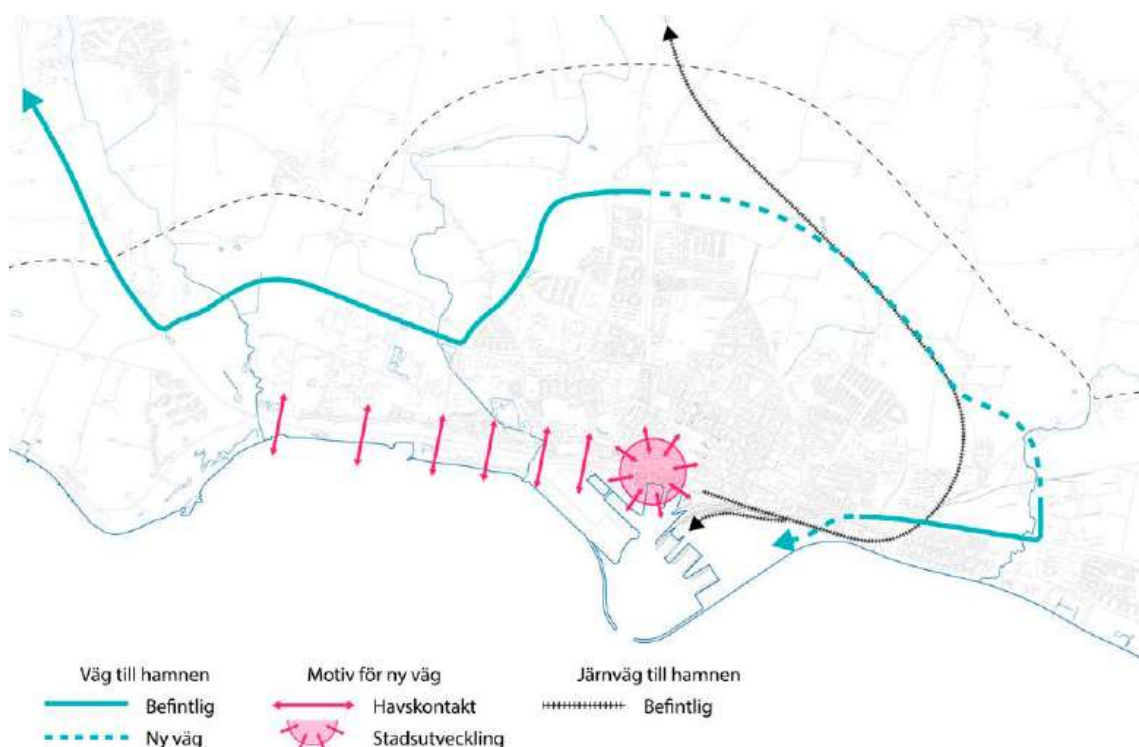 Väg till hamnen
Befintlig
Ny väg
Motiv för ny väg
Havskontakt
Stadsutveckling
Järnväg till hamnen
Befintlig